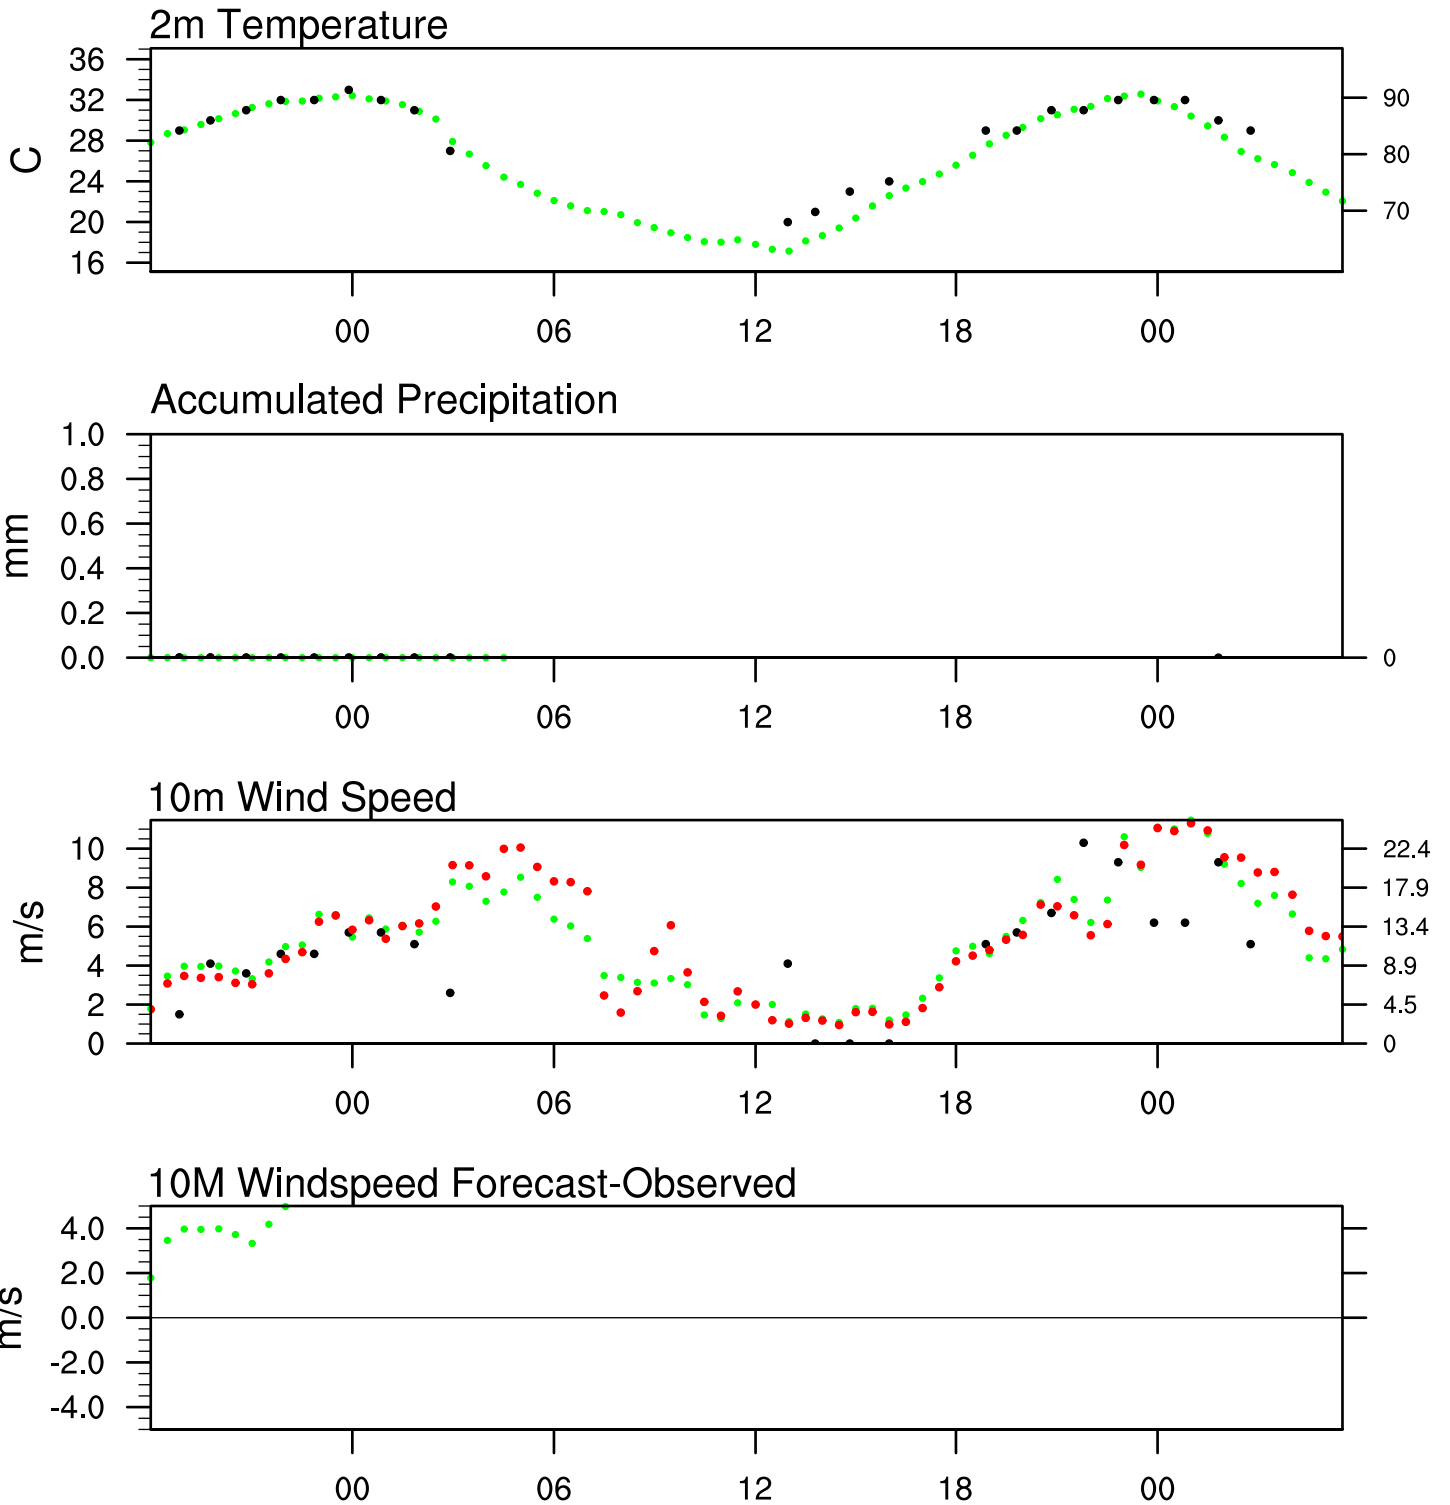 2m Temperature
36
32
28
24
20
16
C
90
80
70
00 06 12 18 00
Accumulated Precipitation
1.0
0.8
0.6
0.4
0.2
0.0
mm
0
00 06 12 18 00
10m Wind Speed
10
8
6
4
2
0
m/s
22.4
17.9
13.4
8.9
4.5
0
00 06 12 18 00
10M Windspeed Forecast-Observed
4.0
2.0
0.0
-2.0
-4.0
m/s
00 06 12 18 00